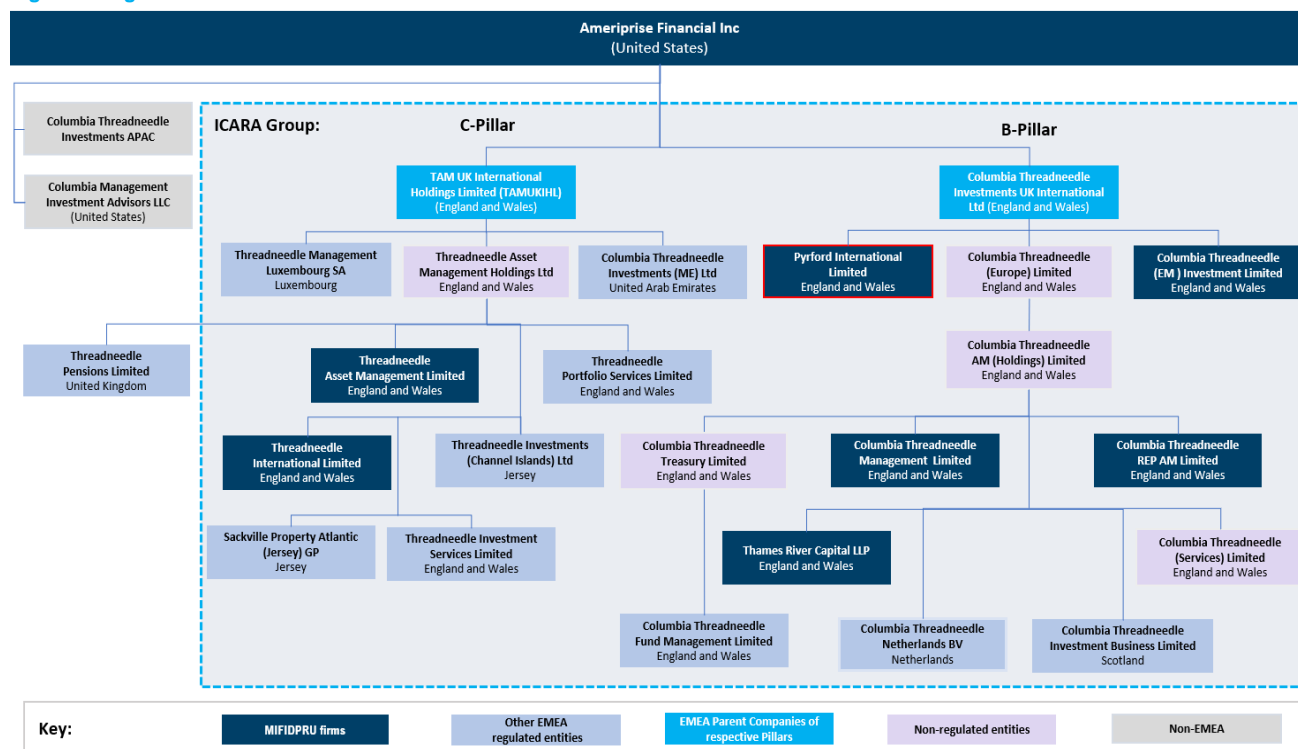 Ameriprise Financial Inc
(United States)
ICARA Group:
C-Pillar
B-Pillar
Columbia Threadneedle
Investments APAC
Columbia Management
Investment Advisors LLC
(United States)
TAM UK International
Holdings Limited (TAMUKIHL)
(England and Wales)
Columbia Threadneedle
Investments UK International
Ltd (England and Wales)
Threadneedle Management
Luxembourg SA
Luxembourg
Threadneedle Asset
Management Holdings Ltd
England and Wales
Columbia Threadneedle
Investments (ME) Ltd
United Arab Emirates
Pyrford International
Limited
England and Wales
Columbia Threadneedle
(Europe) Limited
England and Wales
Columbia Threadneedle
(EM ) Investment Limited
England and Wales
Threadneedle
Pensions Limited
United Kingdom
Threadneedle
Asset Management Limited
England and Wales
Threadneedle
Portfolio Services Limited
England and Wales
Columbia Threadneedle
AM (Holdings) Limited
England and Wales
Threadneedle
International Limited
England and Wales
Threadneedle Investments
(Channel Islands) Ltd
Jersey
Columbia Threadneedle
Treasury Limited
England and Wales
Columbia Threadneedle
Management Limited
England and Wales
Columbia Threadneedle
REP AM Limited
England and Wales
Sackville Property Atlantic
(Jersey) GP
Jersey
Threadneedle Investment
Services Limited
England and Wales
Thames River Capital LLP
England and Wales
Columbia Threadneedle
(Services) Limited
England and Wales
Columbia Threadneedle
Fund Management Limited
England and Wales
Columbia Threadneedle
Netherlands BV
Netherlands
Columbia Threadneedle
Investment Business Limited
Scotland
Key:
MIFIDPRU firms
Other EMEA
regulated entities
EMEA Parent Companies of
respective Pillars
Non-regulated entities
Non-EMEA